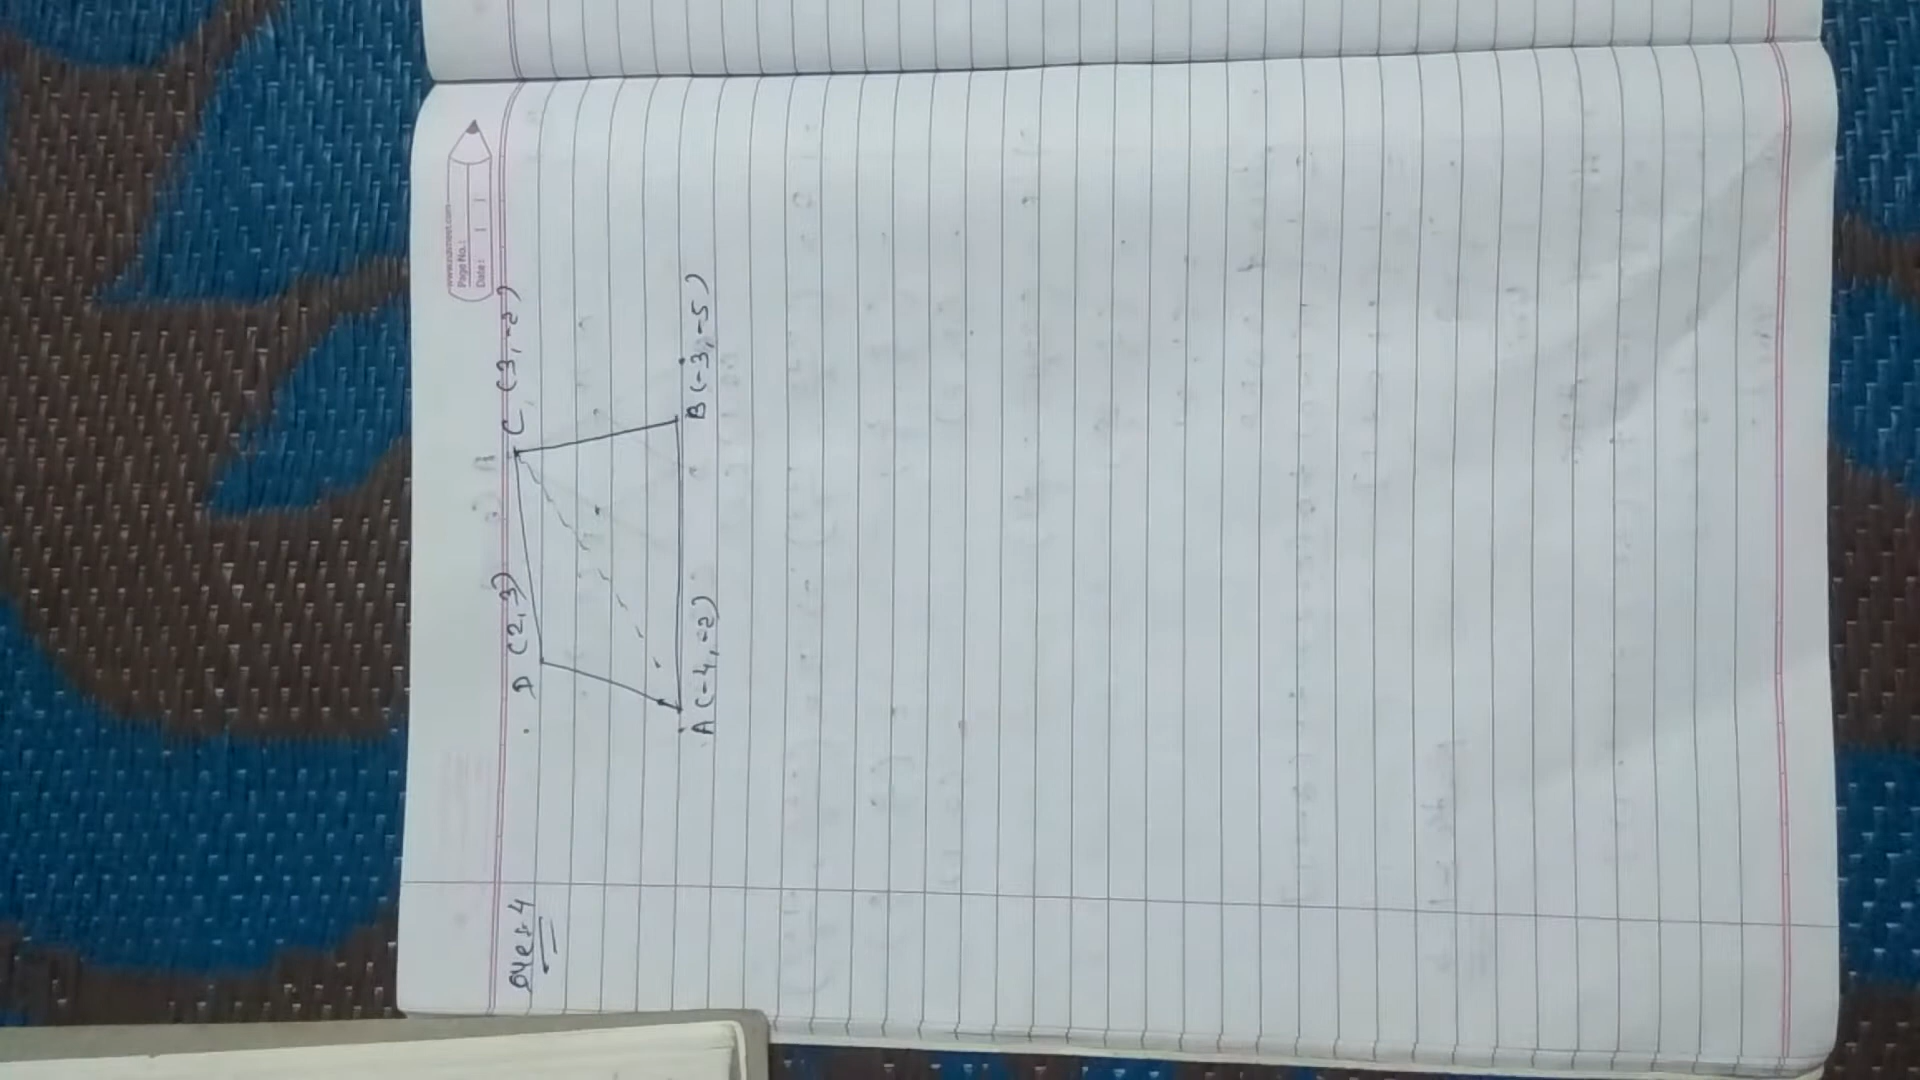 Page No.:
Date:
Que: 4
D (2, 3)
C (3, -2)
A (-4, -2)
B (-3, -5)